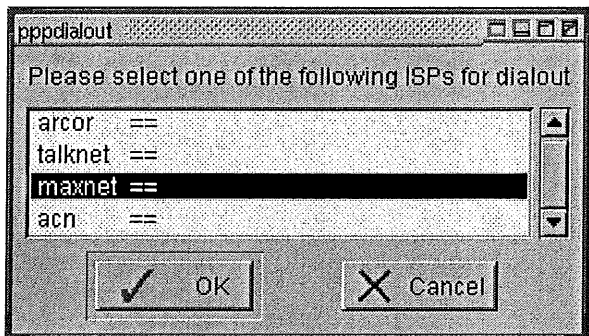 pppdialout
Please select one of the following ISPs for dialout
arcor ==
talknet ==
maxnet ==
acn ==
OK
Cancel